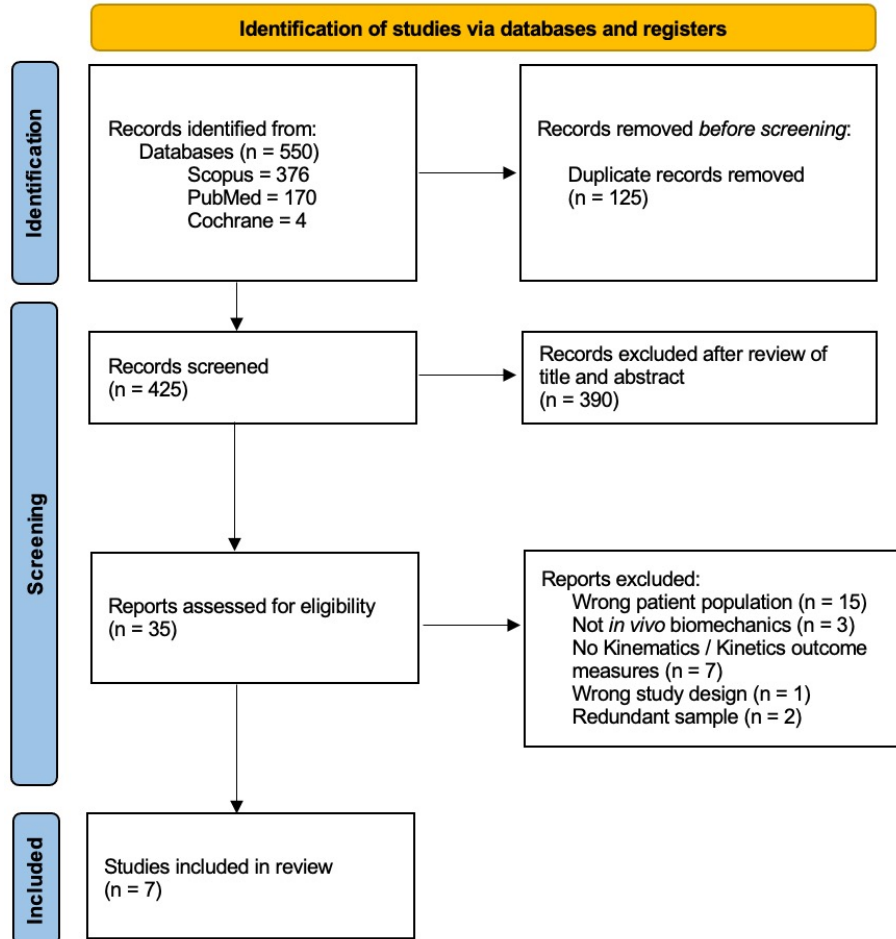 Identification of studies via databases and registers
Identification
Records identified from:
Databases (n = 550)
Scopus = 376
PubMed = 170
Cochrane = 4
Records removed before screening:
Duplicate records removed
(n = 125)
Screening
Records screened
(n = 425)
Records excluded after review of
title and abstract
(n = 390)
Reports assessed for eligibility
(n = 35)
Reports excluded:
Wrong patient population (n = 15)
Not in vivo biomechanics (n = 3)
No Kinematics / Kinetics outcome
measures (n = 7)
Wrong study design (n = 1)
Redundant sample (n = 2)
Included
Studies included in review
(n = 7)